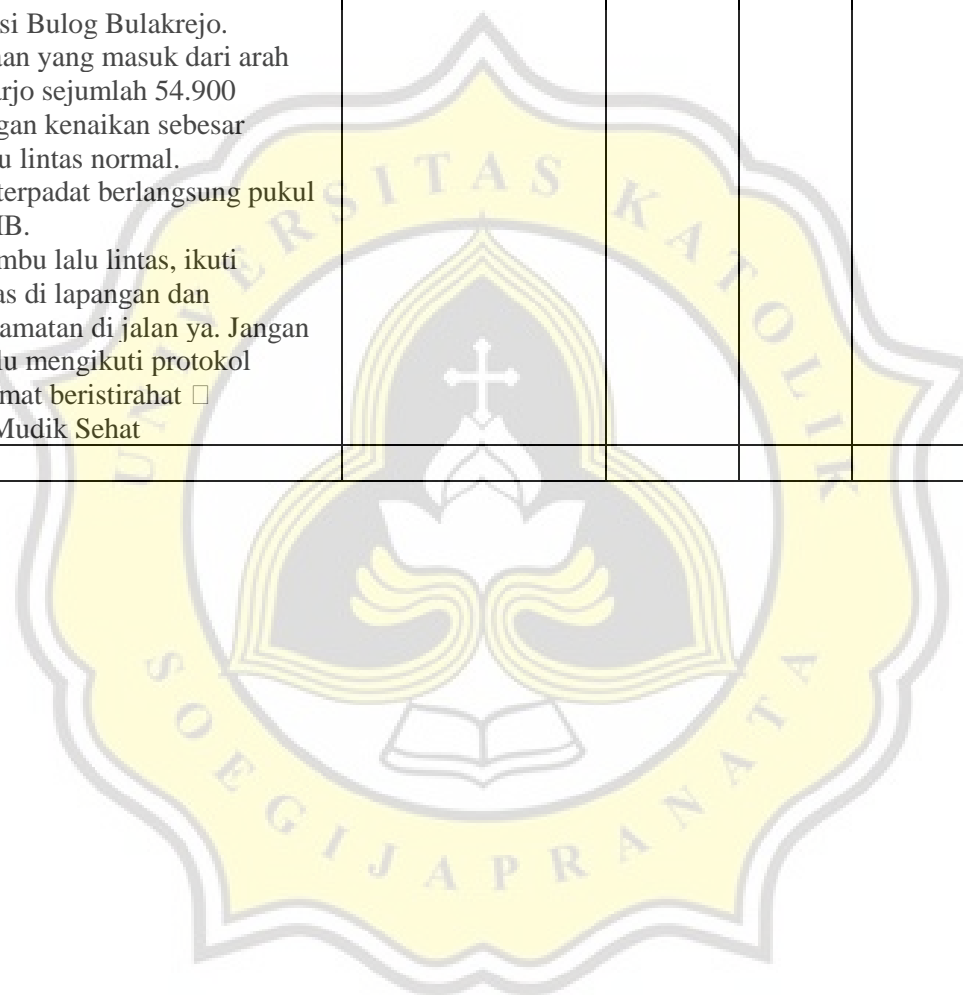 si Bulog Bulakrejo.
aan yang masuk dari arah
arjo sejumlah 54.900
gan kenaikan sebesar
u lintas normal.
terpadat berlangsung pukul
IB.
mbu lalu lintas, ikuti
as di lapangan dan
amatan di jalan ya. Jangan
lu mengikuti protokol
mat beristirahat □
Mudik Sehat
UNIVERSITAS KATOLIK
SOEGIJAPRANATA